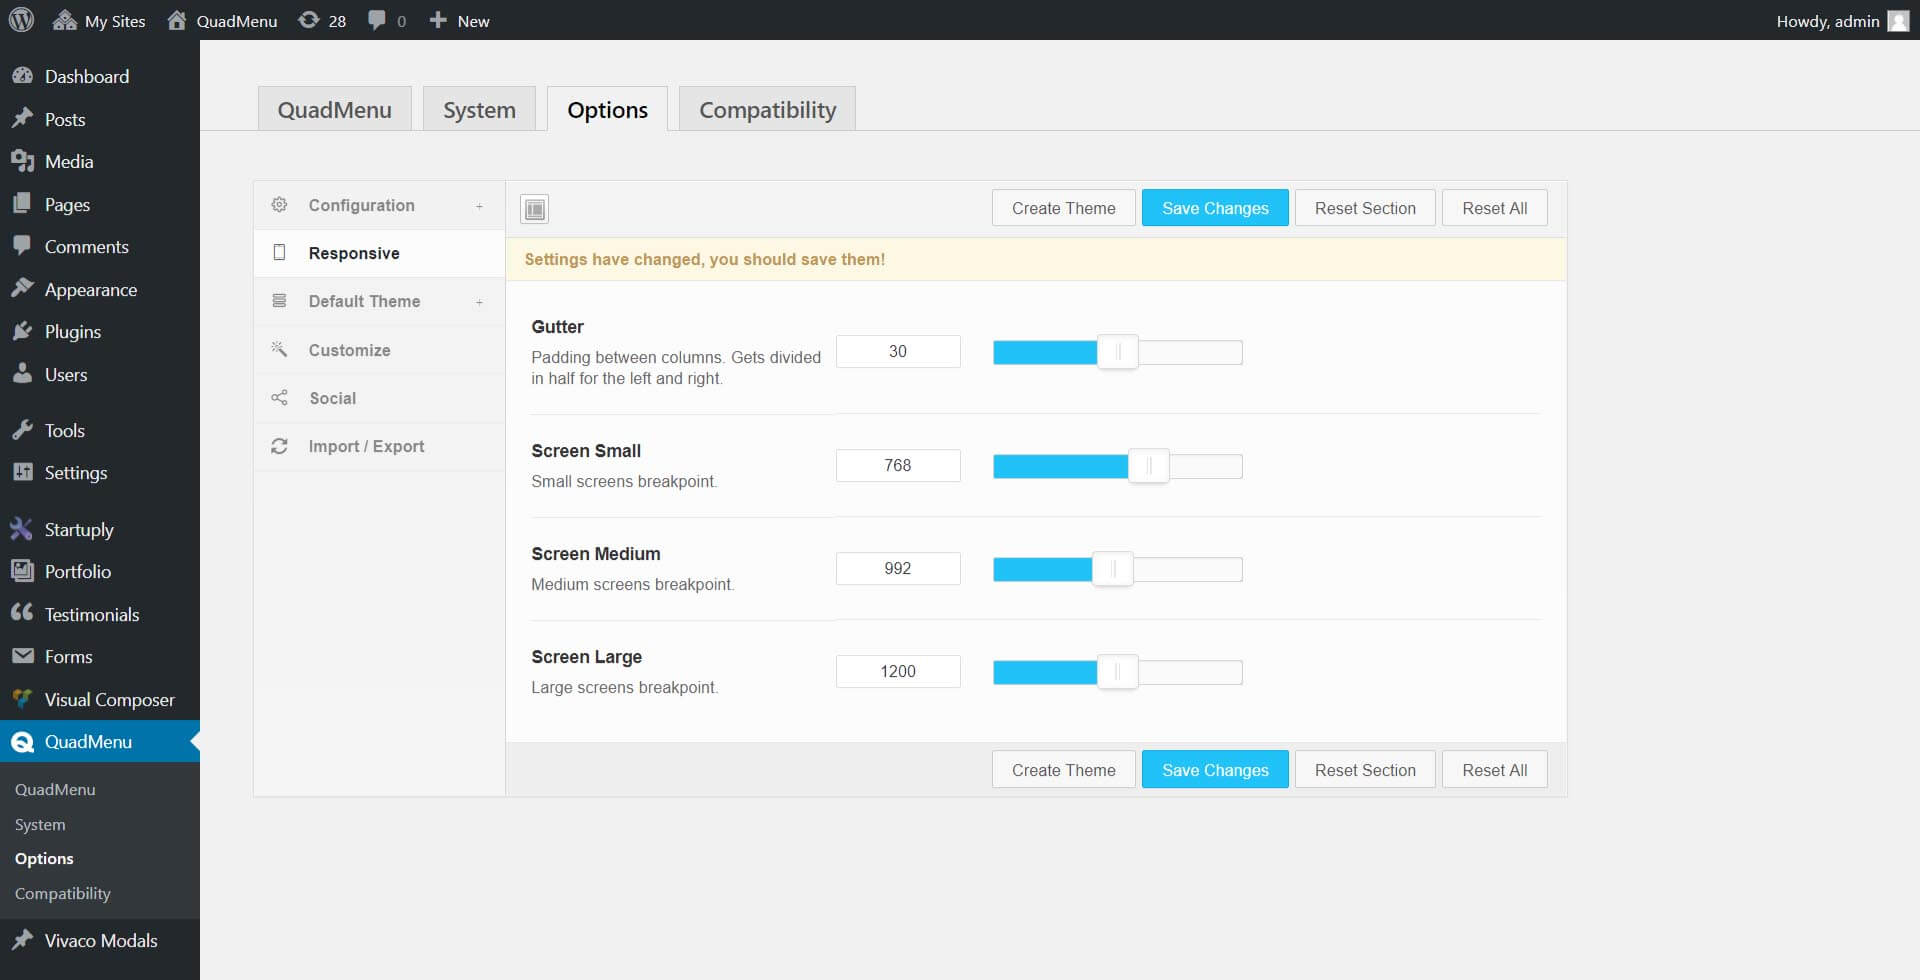 My Sites QuadMenu 28 0 New Howdy, admin
Dashboard
Posts
Media
Pages
Comments
Appearance
Plugins
Users
Tools
Settings
Startuply
Portfolio
Testimonials
Forms
Visual Composer
QuadMenu
QuadMenu
System
Options
Compatibility
Vivaco Modals
QuadMenu System Options Compatibility
Configuration +
Responsive
Default Theme +
Customize
Social
Import / Export
Create Theme Save Changes Reset Section Reset All
Settings have changed, you should save them!
Gutter
Padding between columns. Gets divided
in half for the left and right.
30
Screen Small
Small screens breakpoint.
768
Screen Medium
Medium screens breakpoint.
992
Screen Large
Large screens breakpoint.
1200
Create Theme Save Changes Reset Section Reset All